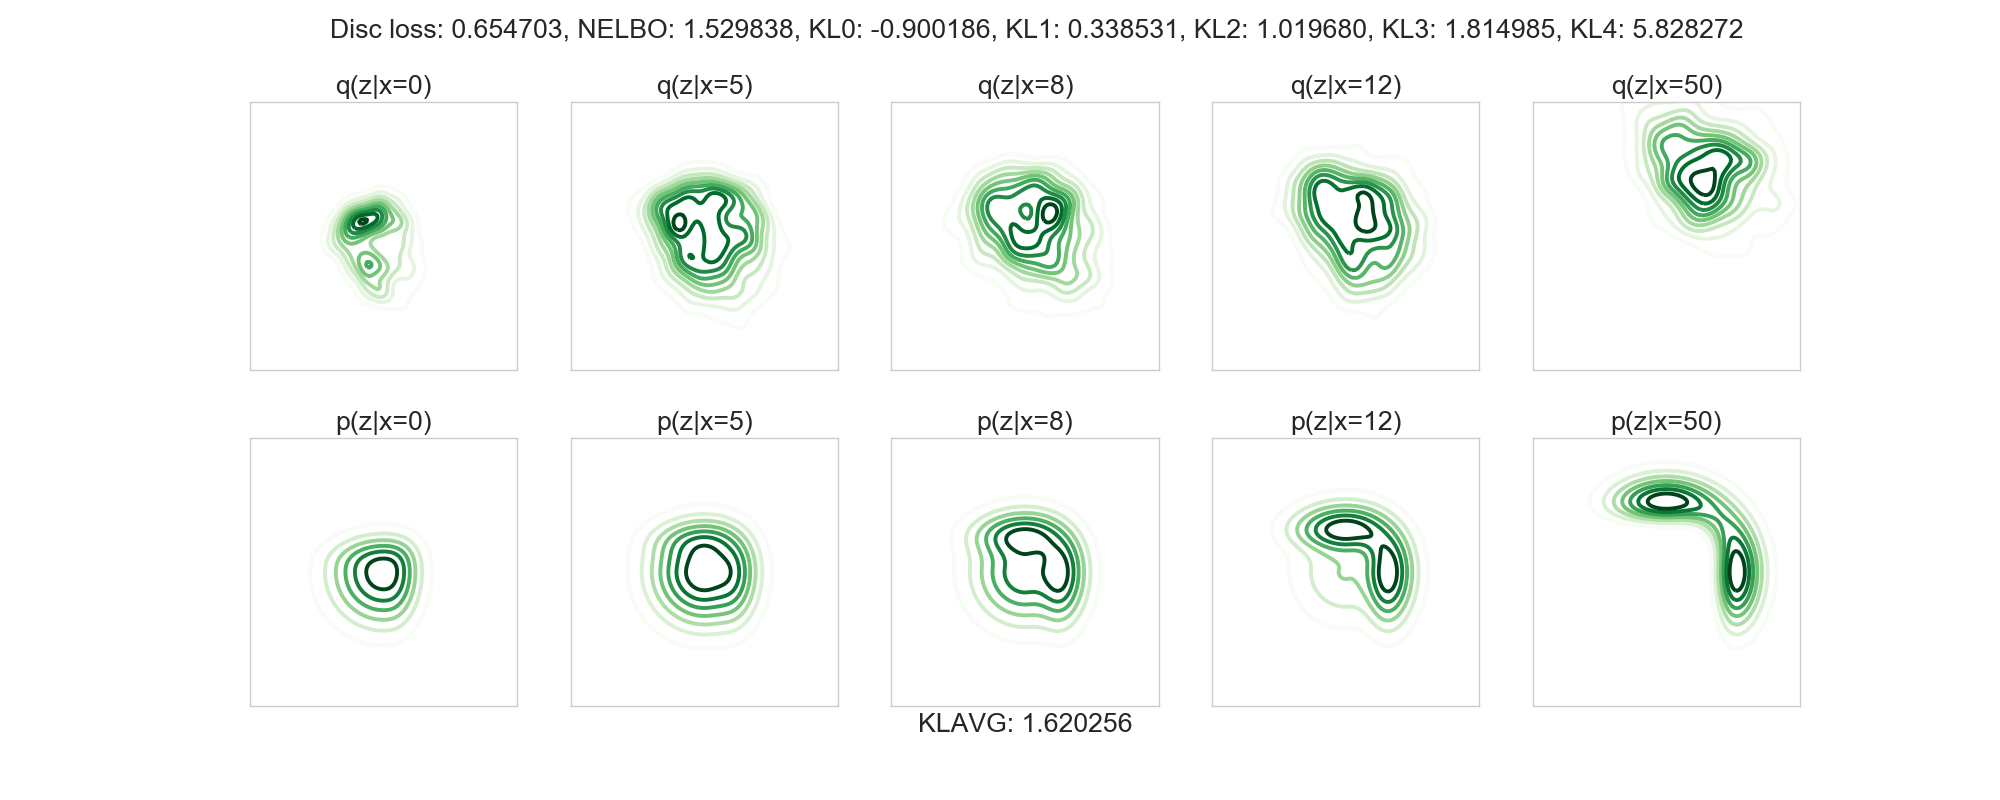 Disc loss: 0.654703, NELBO: 1.529838, KL0: -0.900186, KL1: 0.338531, KL2: 1.019680, KL3: 1.814985, KL4: 5.828272
q(z|x=0)
q(z|x=5)
q(z|x=8)
q(z|x=12)
q(z|x=50)
p(z|x=0)
p(z|x=5)
p(z|x=8)
p(z|x=12)
p(z|x=50)
KLAVG: 1.620256